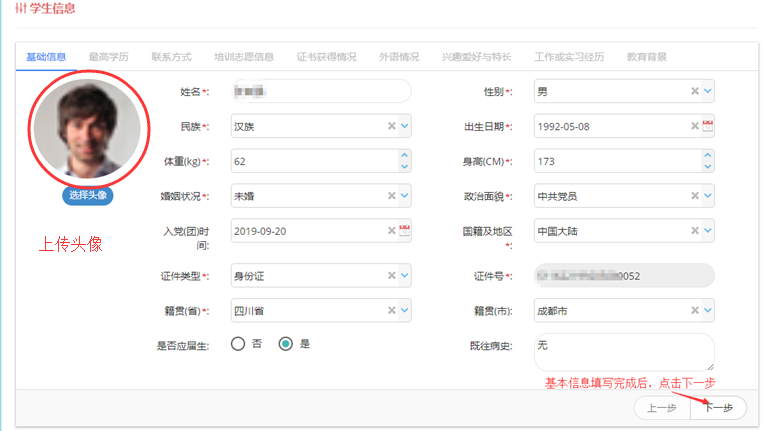 学生信息
基础信息 最高学历 联系方式 培训志愿信息 证书获得情况 外语情况 兴趣爱好与特长 工作或实习经历 教育背景
姓名*: 性别*: 男
民族*: 汉族 出生日期*: 1992-05-08
体重(kg)*: 62 身高(CM)*: 173
选择头像 婚姻状况*: 未婚 政治面貌*: 中共党员
上传头像 入党(团)时
间: 2019-09-20 国籍及地区
*: 中国大陆
证件类型*: 身份证 证件号*: 0052
籍贯(省)*: 四川省 籍贯(市): 成都市
是否应届生: 否 是 既往病史: 无
基本信息填写完成后，点击下一步
上一步 下一步